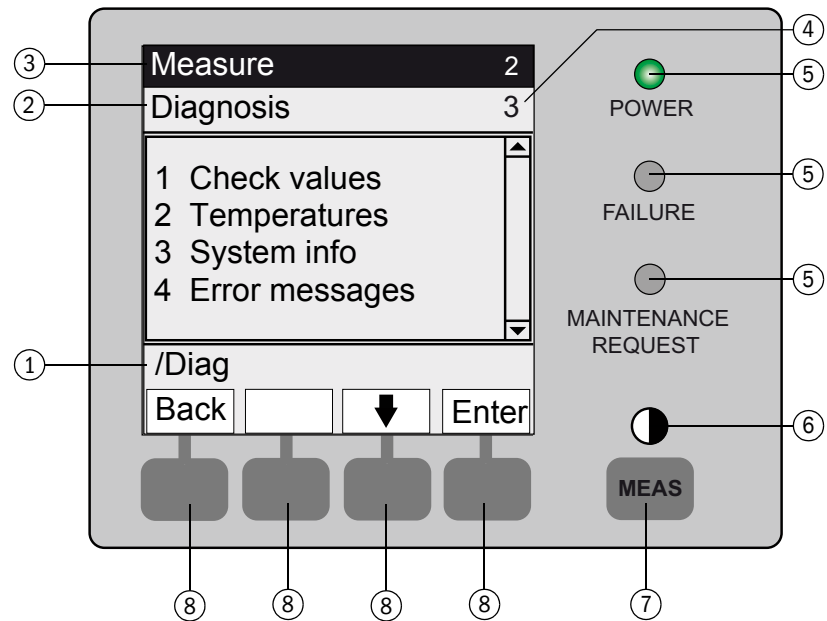 Measure 2
Diagnosis 3
1 Check values
2 Temperatures
3 System info
4 Error messages
/Diag
Back Enter
POWER
FAILURE
MAINTENANCE
REQUEST
MEAS
3
2
1
4
5
5
5
6
7
8 8 8 8